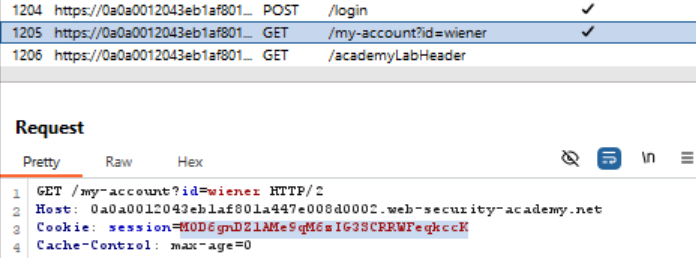 1204 https://0a0a0012043eb1af801... POST /login
1205 https://0a0a0012043eb1af801... GET /my-account?id=wiener
1206 https://0a0a0012043eb1af801... GET /academyLabHeader
Request
Pretty Raw Hex \n
1 GET /my-account?id=wiener HTTP/2
2 Host: 0a0a0012043eb1af801a447e008d0002.web-security-academy.net
3 Cookie: session=
4 Cache-Control: max-age=0